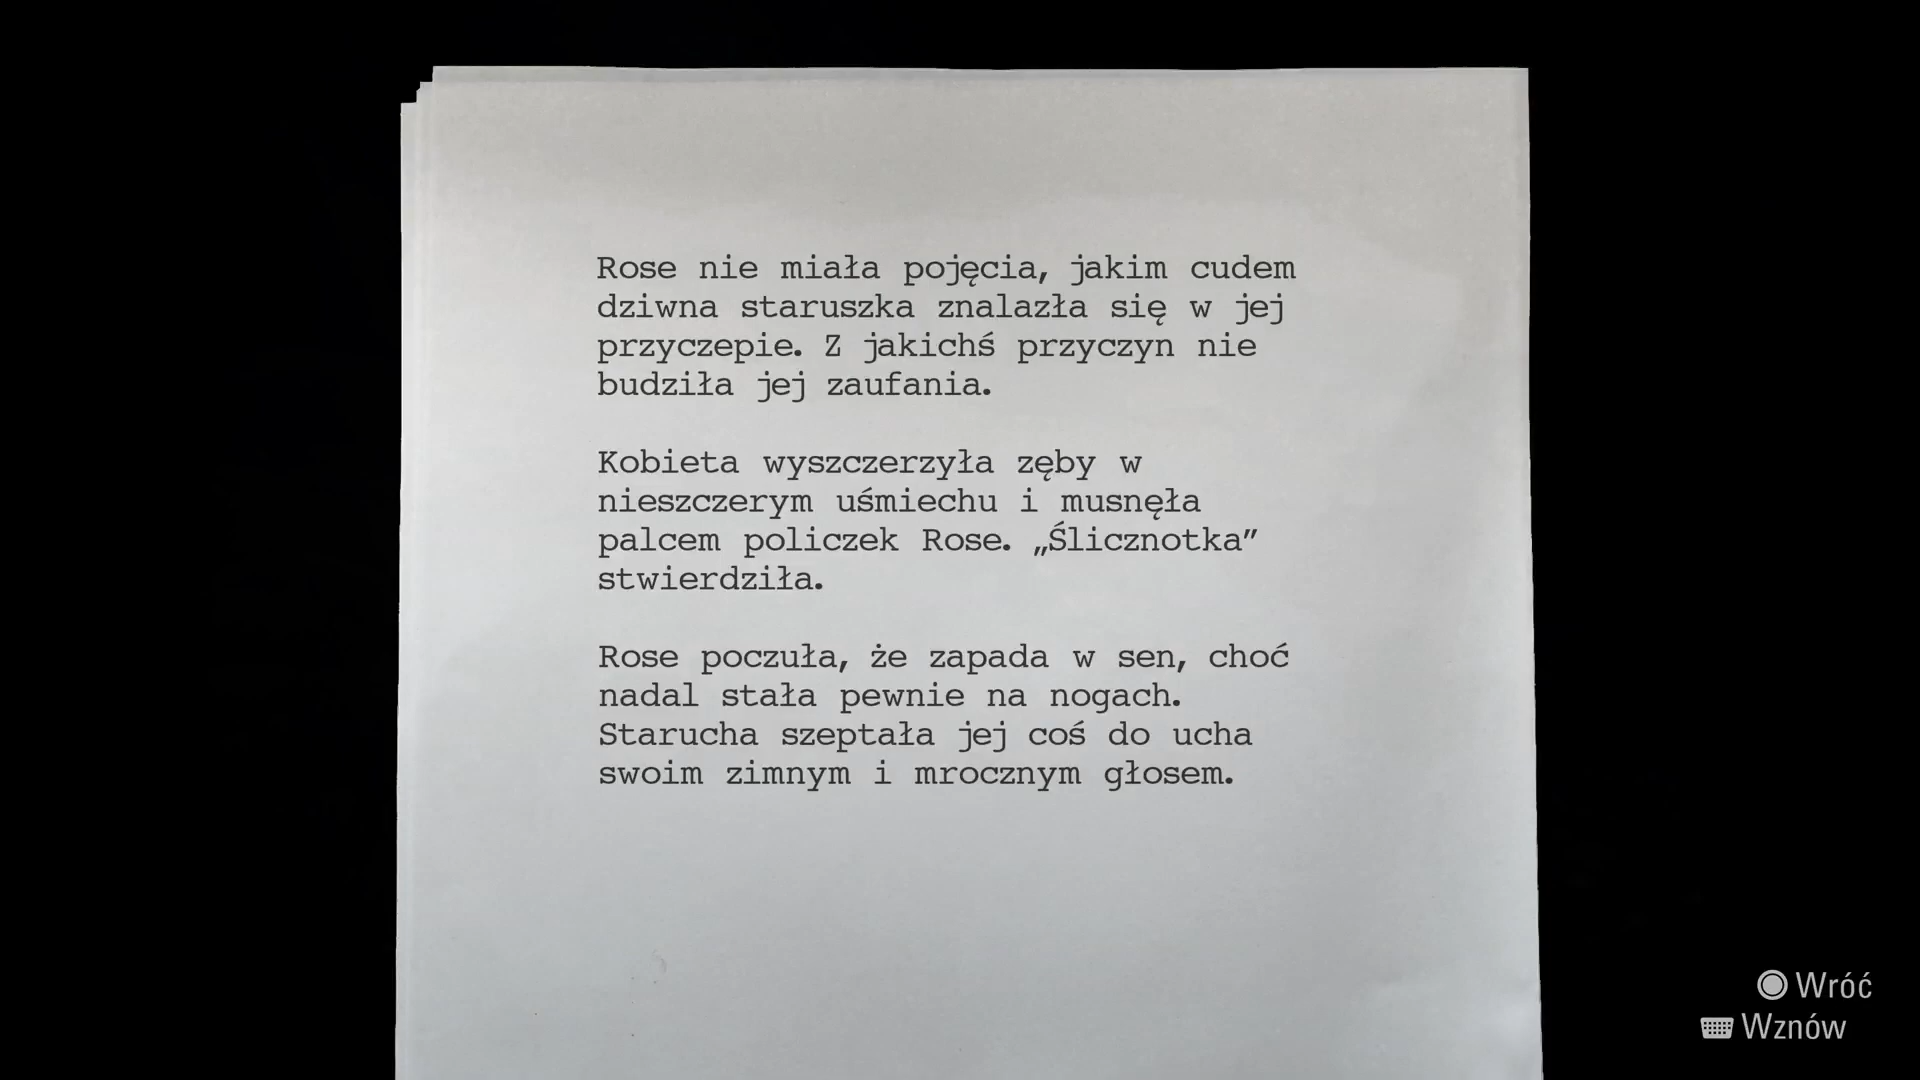 Rose nie miała pojęcia, jakim cudem
dziwna staruszka znalazła się w jej
przyczepie. Z jakichś przyczyn nie
budziła jej zaufania.
Kobieta wyszczerzyła zęby w
nieszczerym uśmiechu i musnęła
palcem policzek Rose. „Ślicznotka”
stwierdziła.
Rose poczuła, że zapada w sen, choć
nadal stała pewnie na nogach.
Starucha szeptała jej coś do ucha
swoim zimnym i mrocznym głosem.
Wróć
Wznów